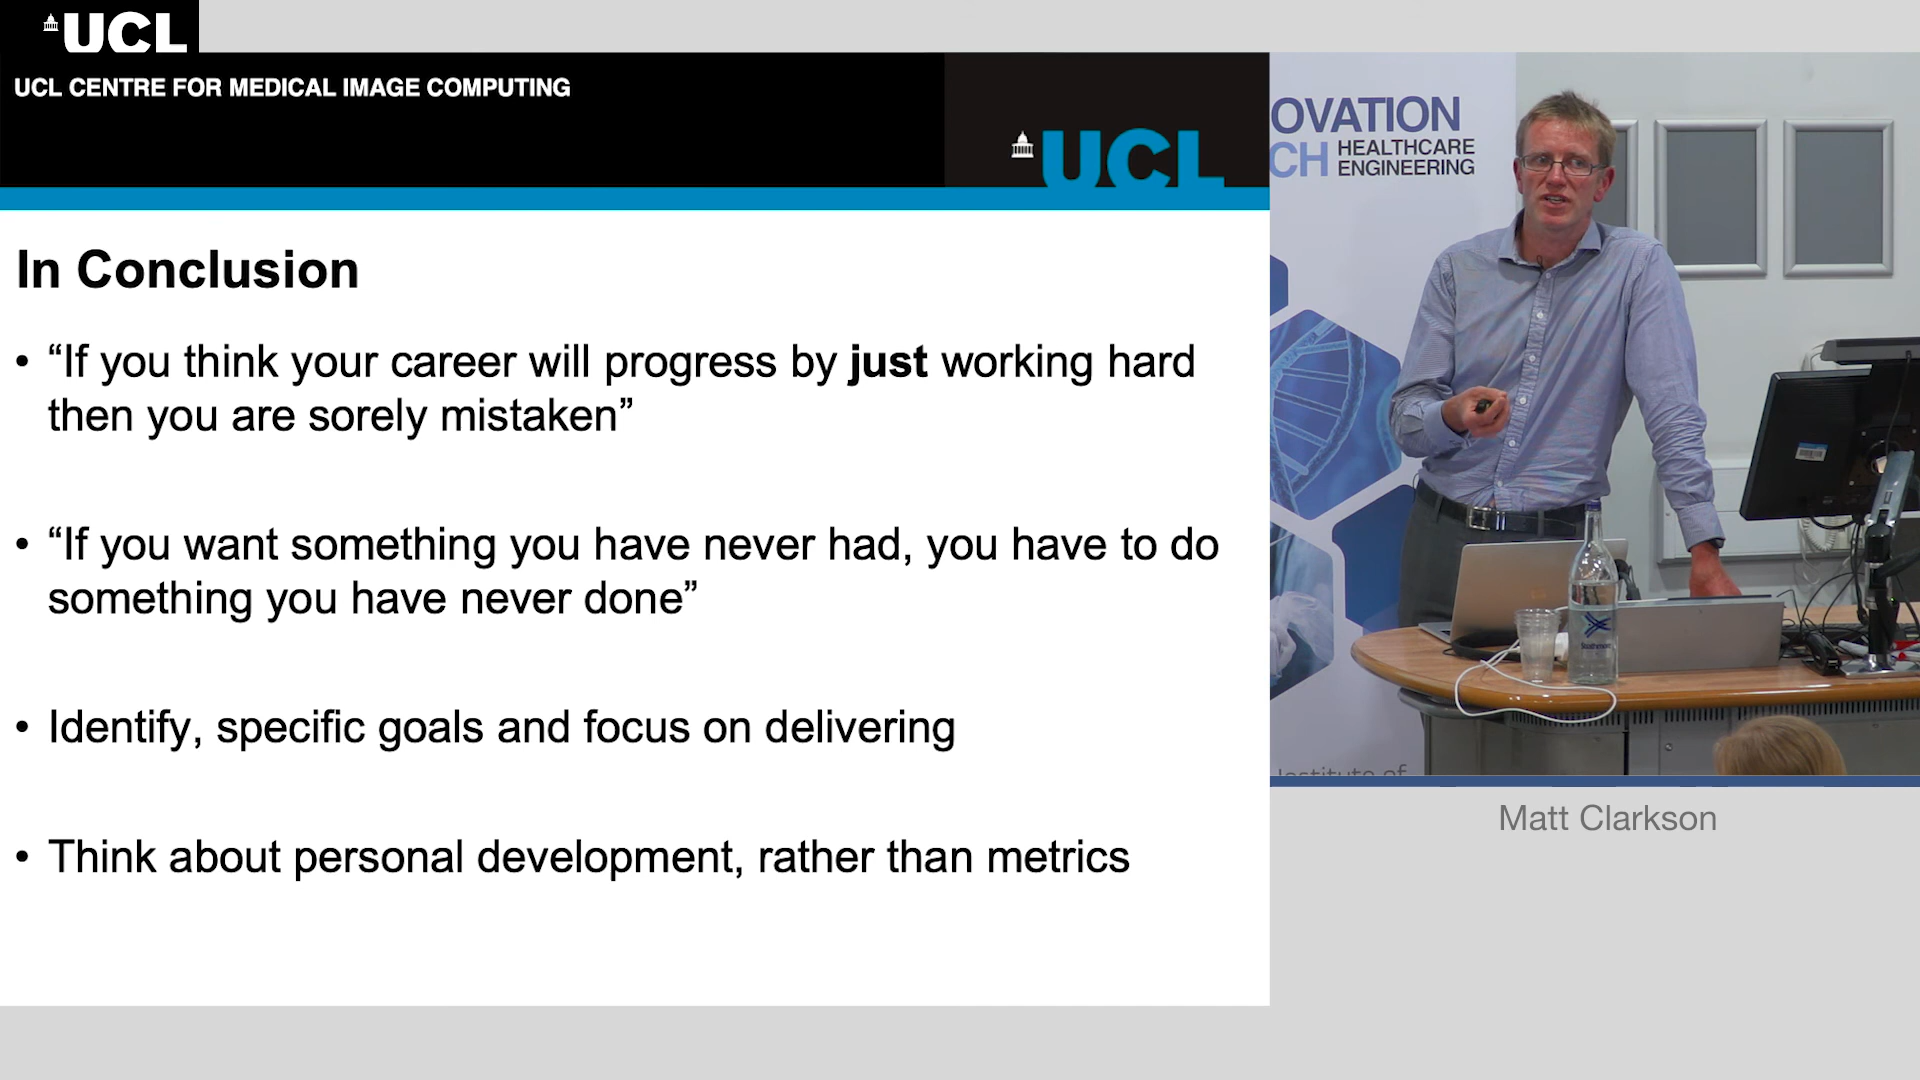 UCL
UCL CENTRE FOR MEDICAL IMAGE COMPUTING
UCL
In Conclusion
• “If you think your career will progress by just working hard
then you are sorely mistaken”
• “If you want something you have never had, you have to do
something you have never done”
• Identify, specific goals and focus on delivering
• Think about personal development, rather than metrics
OVATION
CH HEALTHCARE
ENGINEERING
Institute of
Matt Clarkson